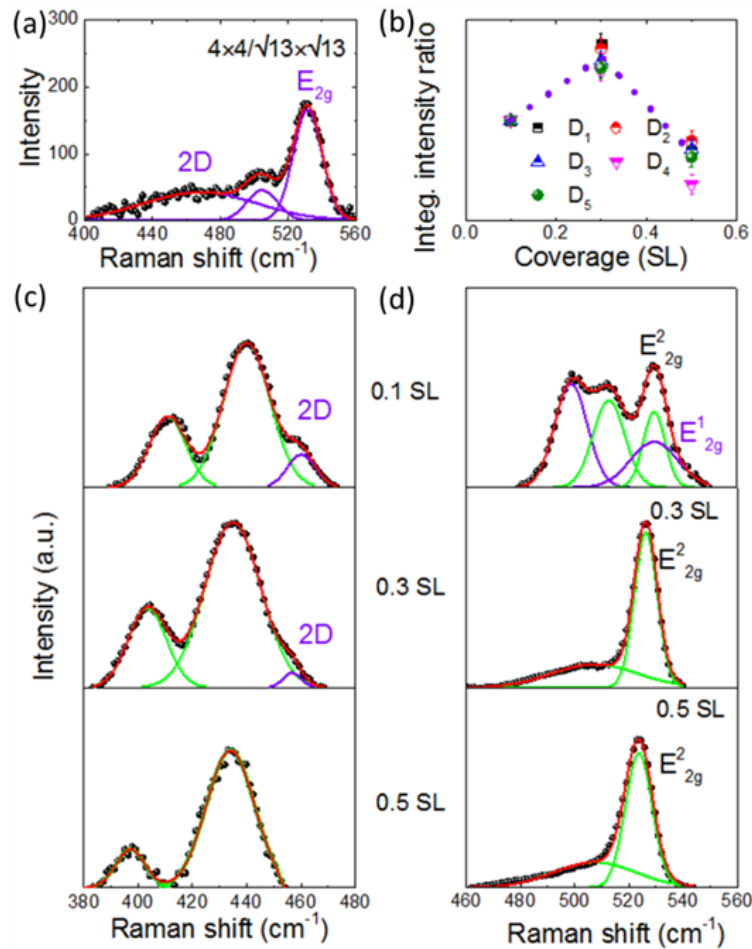 (a)
300
200
100
0
Intensity
4×4/√13×√13
E2g
2D
400 440 480 520 560
Raman shift (cm-1)
(b)
Integ. intensity ratio
D1 D2
D3 D4
D5
0.0 0.2 0.4 0.6
Coverage (SL)
(c)
Intensity (a.u.)
2D
0.1 SL
2D
0.3 SL
0.5 SL
380 400 420 440 460 480
Raman shift (cm-1)
(d)
E22g
E12g
0.3 SL
E22g
0.5 SL
E22g
460 480 500 520 540 560
Raman shift (cm-1)